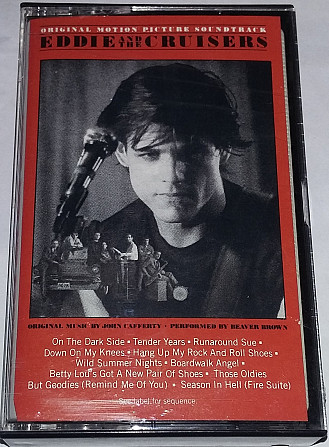 ORIGINAL MOTION PICTURE SOUNDTRACK
EDDIE AND THE CRUISERS
ORIGINAL MUSIC BY JOHN CAFFERTY • PERFORMED BY BEAVER BROWN
On The Dark Side • Tender Years • Runaround Sue •
Down On My Knees • Hang Up My Rock And Roll Shoes •
Wild Summer Nights • Boardwalk Angel •
Betty Lou's Got A New Pair Of Shoes • Those Oldies
But Goodies (Remind Me Of You) • Season In Hell (Fire Suite)
See label for sequence.